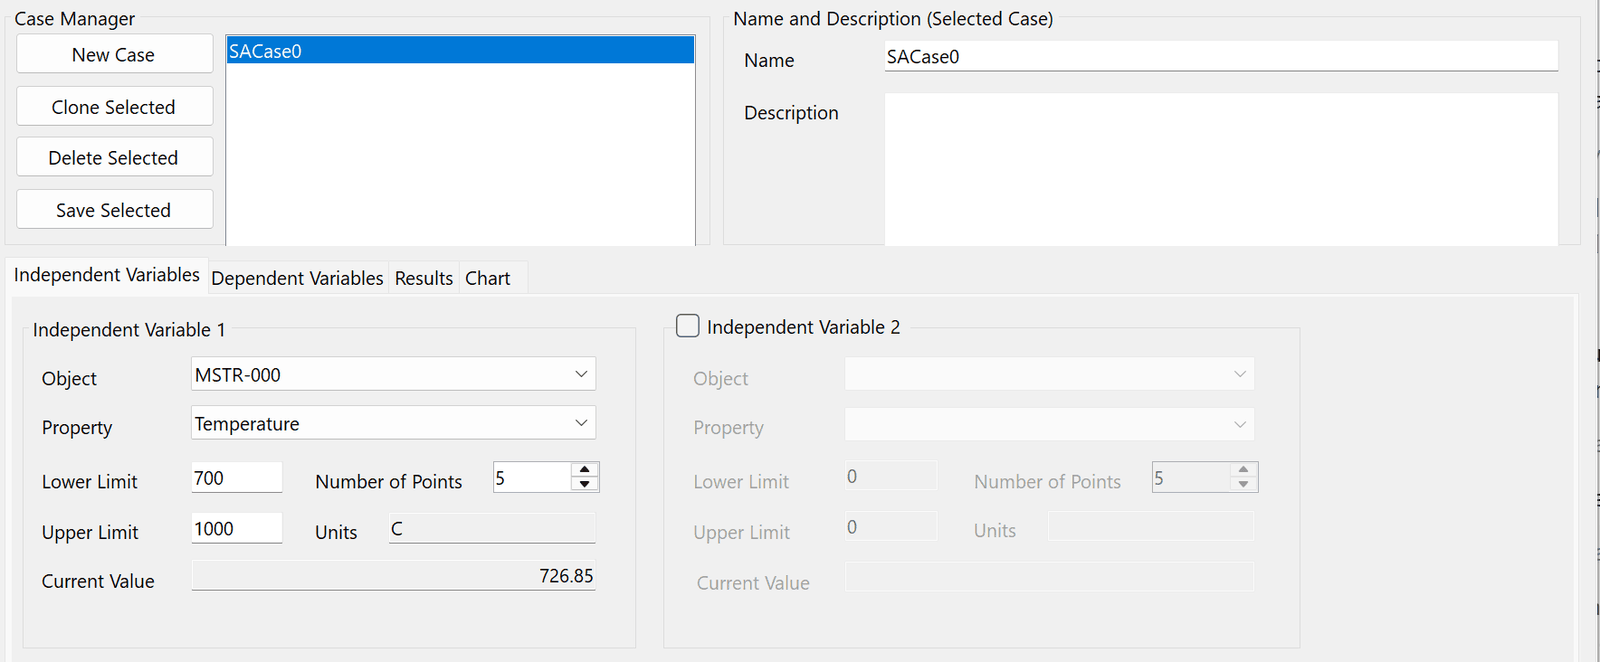 Case Manager
New Case
Clone Selected
Delete Selected
Save Selected
SACase0
Name and Description (Selected Case)
Name
SACase0
Description
Independent Variables
Dependent Variables
Results
Chart
Independent Variable 1
Object
MSTR-000
Property
Temperature
Lower Limit
700
Number of Points
5
Upper Limit
1000
Units
C
Current Value
726.85
Independent Variable 2
Object
Property
Lower Limit
0
Number of Points
5
Upper Limit
0
Units
Current Value